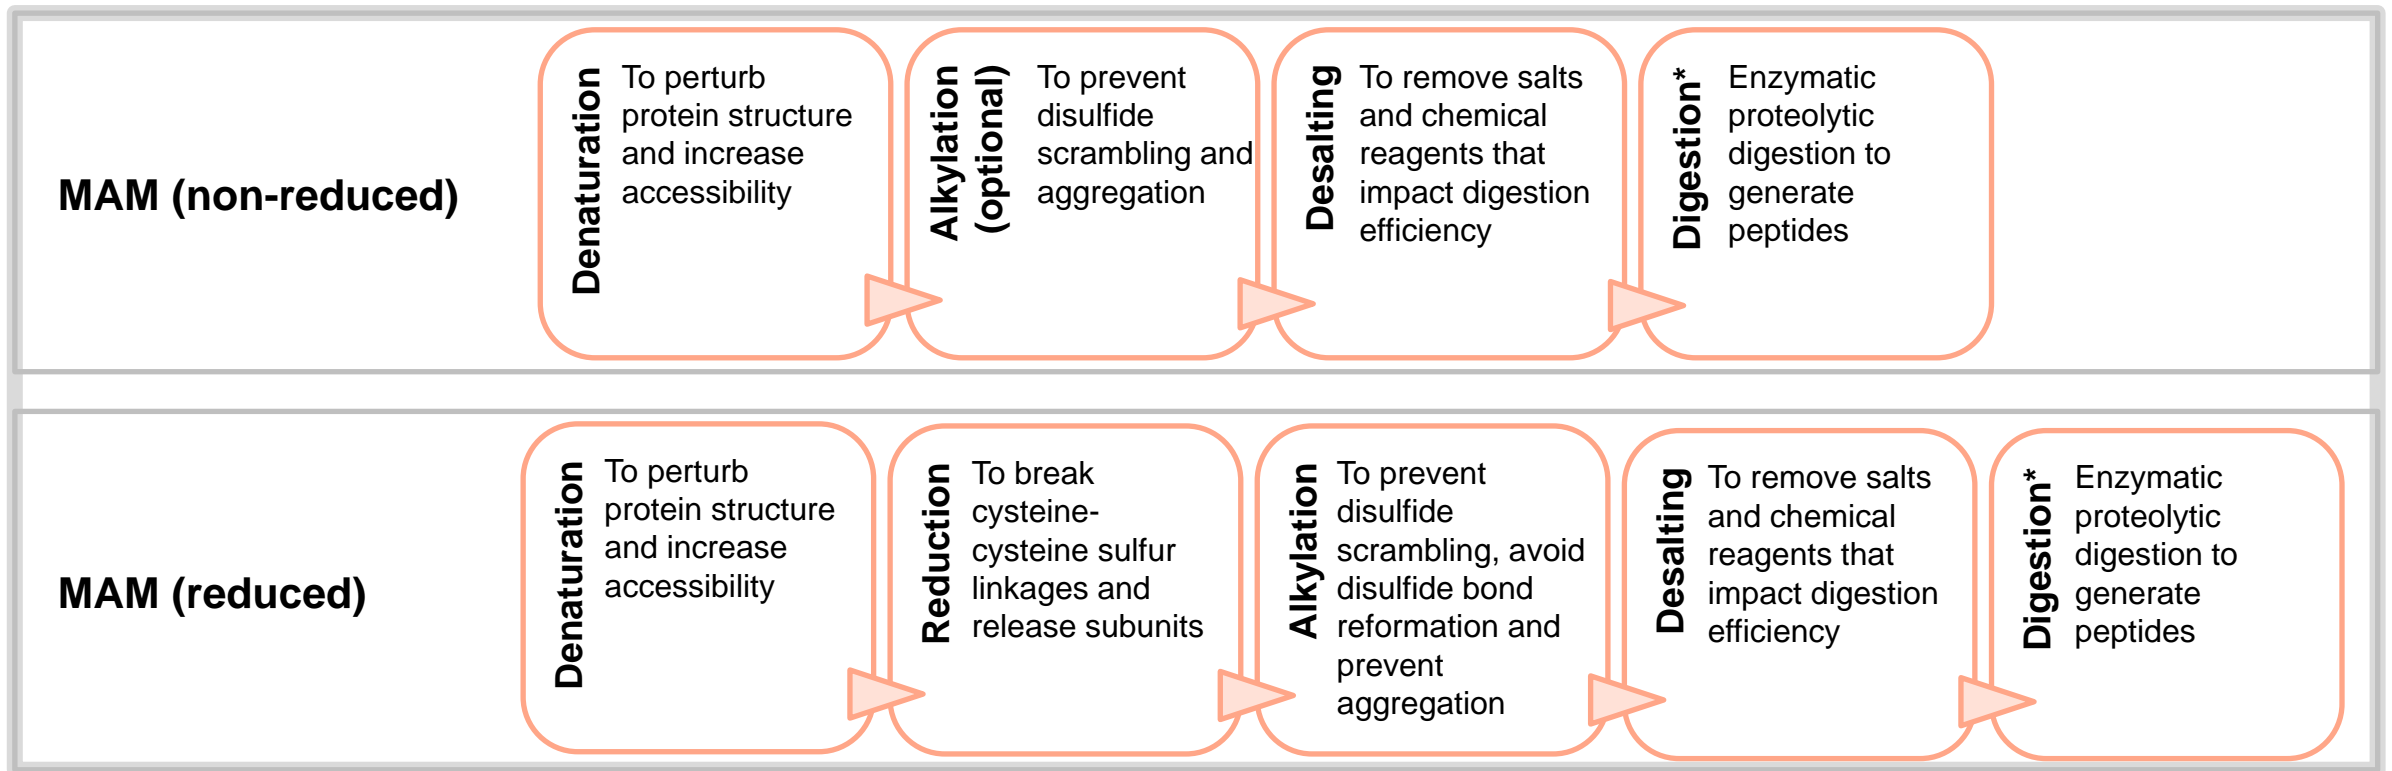 MAM (non-reduced)
Denaturation
To perturb
protein structure
and increase
accessibility
Alkylation
(optional)
To prevent
disulfide
scrambling and
aggregation
Desalting
To remove salts
and chemical
reagents that
impact digestion
efficiency
Digestion*
Enzymatic
proteolytic
digestion to
generate
peptides
MAM (reduced)
Denaturation
To perturb
protein structure
and increase
accessibility
Reduction
To break
cysteine-
cysteine sulfur
linkages and
release subunits
Alkylation
To prevent
disulfide
scrambling, avoid
disulfide bond
reformation and
prevent
aggregation
Desalting
To remove salts
and chemical
reagents that
impact digestion
efficiency
Digestion*
Enzymatic
proteolytic
digestion to
generate
peptides